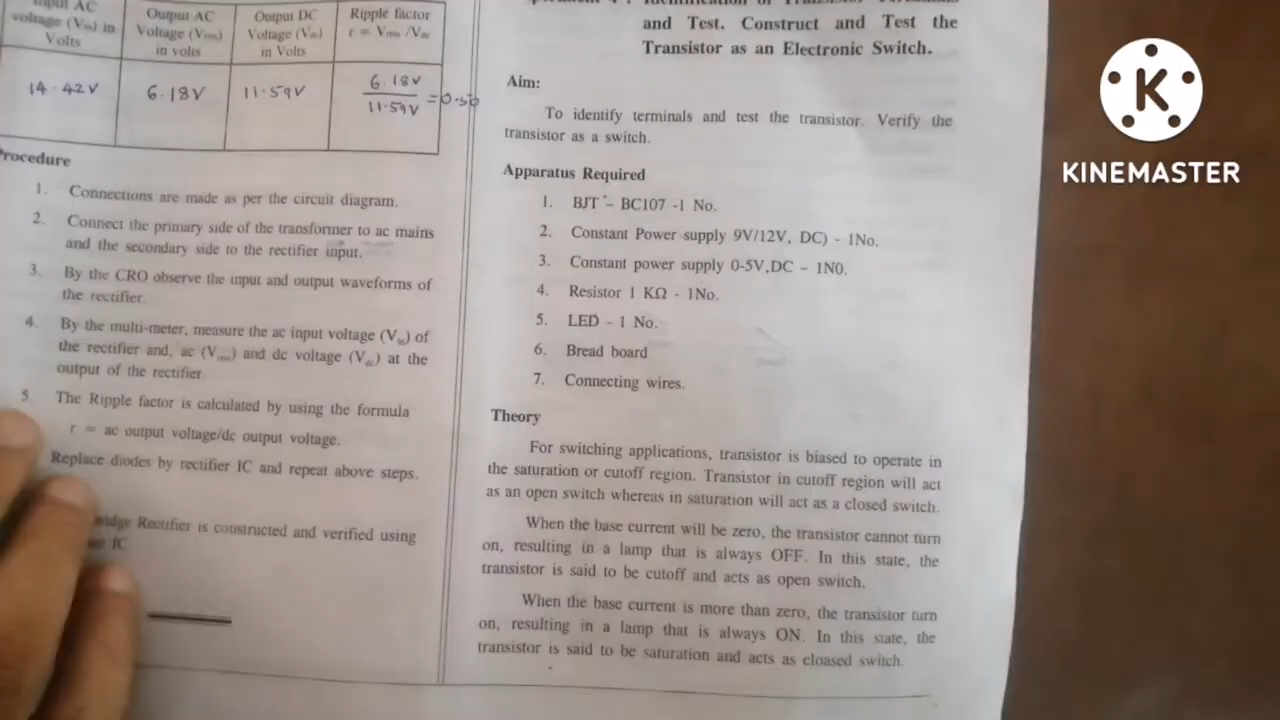 Input AC
voltage (Vin) in
Volts
Output AC
Voltage (Vrms)
in volts
Output DC
Voltage (Vdc)
in Volts
Ripple factor
r = Vrms /Vdc
14.42V
6.18V
11.59V
6.18V
11.59V
Procedure
1. Connections are made as per the circuit diagram.
2. Connect the primary side of the transformer to ac mains
and the secondary side to the rectifier input.
3. By the CRO observe the input and output waveforms of
the rectifier.
4. By the multi-meter, measure the ac input voltage (Vin) of
the rectifier and, ac (Vrms) and dc voltage (Vdc) at the
output of the rectifier.
5. The Ripple factor is calculated by using the formula
r = ac output voltage/dc output voltage.
Replace diodes by rectifier IC and repeat above steps.
Rectifier is constructed and verified using
IC
and Test. Construct and Test the
Transistor as an Electronic Switch.
Aim:
To identify terminals and test the transistor. Verify the
transistor as a switch.
Apparatus Required
1. BJT – BC107 -1 No.
2. Constant Power supply 9V/12V, DC) - 1No.
3. Constant power supply 0-5V,DC – 1N0.
4. Resistor 1 KΩ - 1No.
5. LED - 1 No.
6. Bread board
7. Connecting wires.
Theory
For switching applications, transistor is biased to operate in
the saturation or cutoff region. Transistor in cutoff region will act
as an open switch whereas in saturation will act as a closed switch.
When the base current will be zero, the transistor cannot turn
on, resulting in a lamp that is always OFF. In this state, the
transistor is said to be cutoff and acts as open switch.
When the base current is more than zero, the transistor turn
on, resulting in a lamp that is always ON. In this state, the
transistor is said to be saturation and acts as cloased switch.
K
KINEMASTER